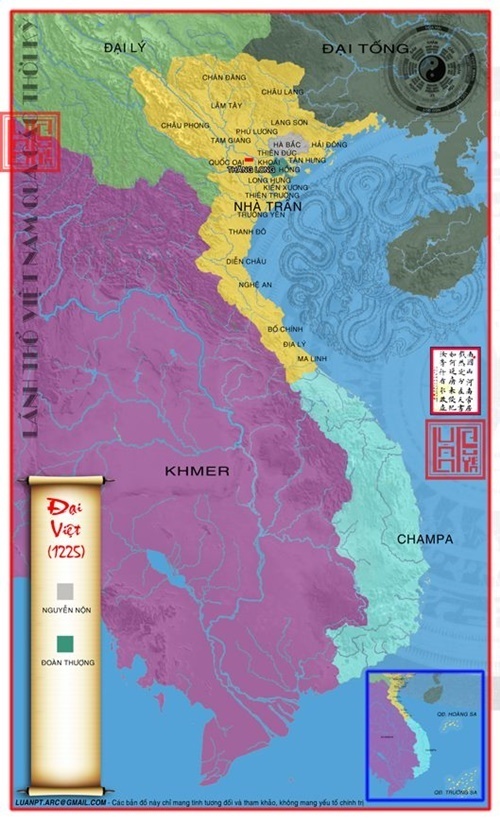 LÃNH THỔ VIỆT NAM QUA CÁC THỜI KỲ
ĐẠI LÝ
ĐẠI TỐNG
CHÂN ĐĂNG
CHÂU LẠNG
LÂM TÂY
LẠNG SƠN
CHÂU PHONG
PHÚ LƯƠNG
TAM GIANG
HÀ BẮC
HẢI ĐÔNG
THIÊN ĐỨC
QUỐC OAI
KHOÁI
TÂN HƯNG
THĂNG LONG
HỒNG
LONG HƯNG
KIẾN XƯƠNG
THIÊN TRƯỜNG
NHÀ TRẦN
TRƯỜNG YÊN
THANH ĐÔ
DIỄN CHÂU
NGHỆ AN
BỐ CHÍNH
ĐỊA LÝ
MA LINH
KHMER
CHAMPA
Đại
Việt
(1225)
NGUYỄN NỘN
ĐOÀN THƯỢNG
QĐ. HOÀNG SA
QĐ. TRƯỜNG SA
LUANPT.ARC@GMAIL.COM - Các bản đồ này chỉ mang tính tương đối và tham khảo, không mang yếu tố chính trị